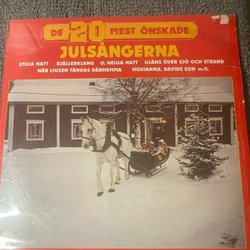 DE 20 MEST ÖNSKADE
JULSÅNGERNA
STILLA NATT BJÄLLERKLANG O, HELGA NATT GLÄNS ÖVER SJÖ OCH STRAND
NÄR LJUSEN TÄNDAS DÄRHEMMA HOSIANNA, DAVIDS SON m.fl.